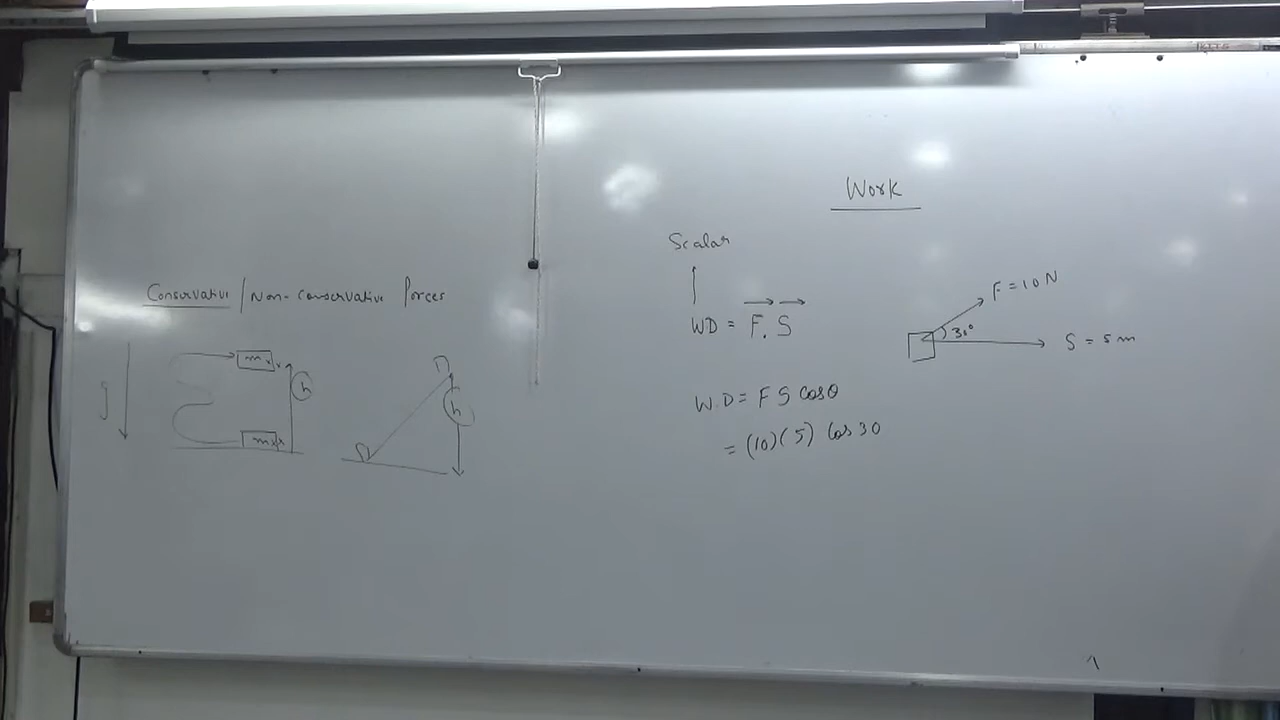 Work
Scalar
WD = F. S
F = 10 N
30°
S = 5 m
W.D = F S cosθ
= (10)(5) cos 30
Conservative / Non-conservative Forces
g
m
h
m
h